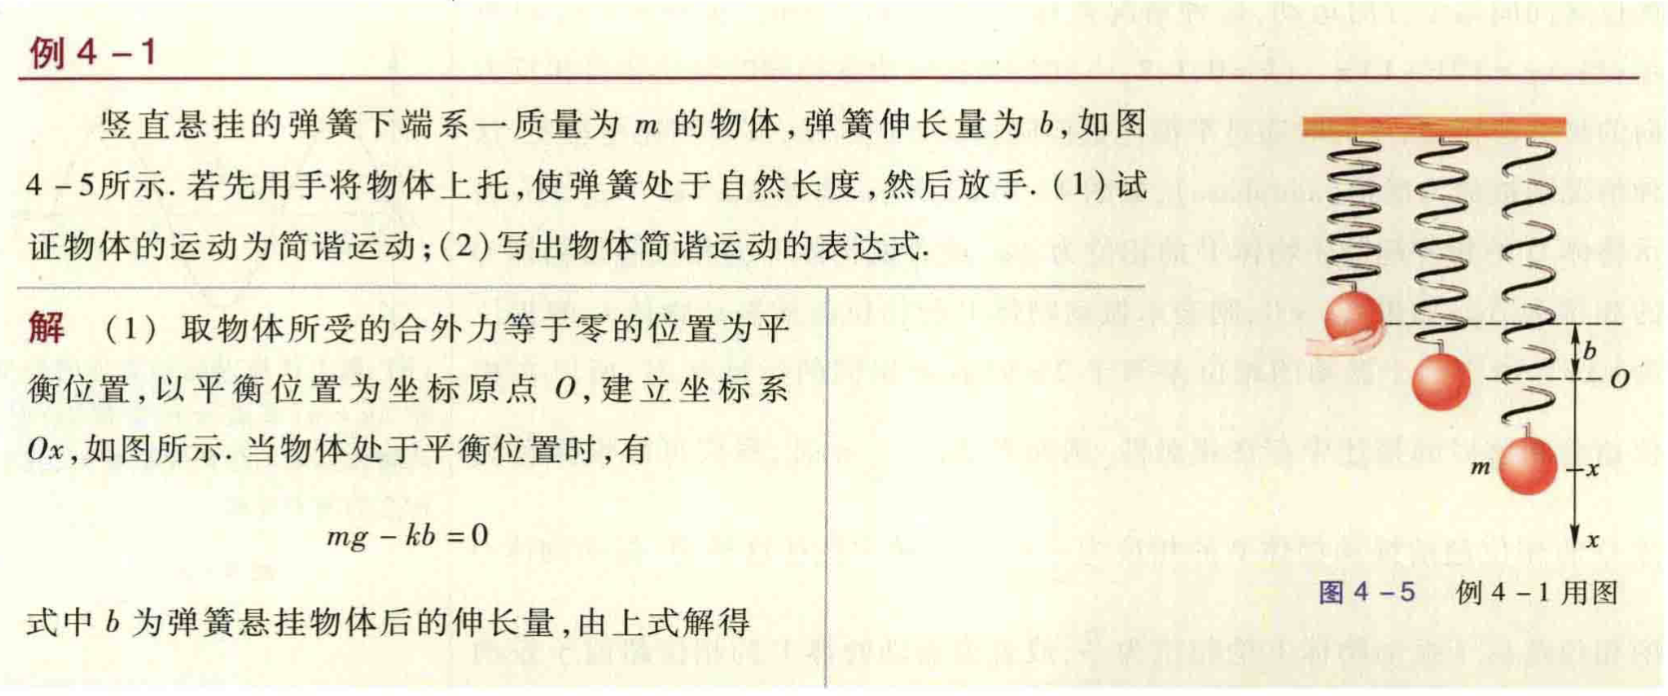 例 4 - 1
竖直悬挂的弹簧下端系一质量为 m 的物体,弹簧伸长量为 b,如图
4 - 5所示. 若先用手将物体上托,使弹簧处于自然长度,然后放手. (1)试
证物体的运动为简谐运动;(2)写出物体简谐运动的表达式.
解 (1) 取物体所受的合外力等于零的位置为平
衡位置,以平衡位置为坐标原点 O,建立坐标系
Ox,如图所示. 当物体处于平衡位置时,有
mg - kb = 0
式中 b 为弹簧悬挂物体后的伸长量,由上式解得
b
O
m
x
x
图 4 - 5 例 4 - 1 用图